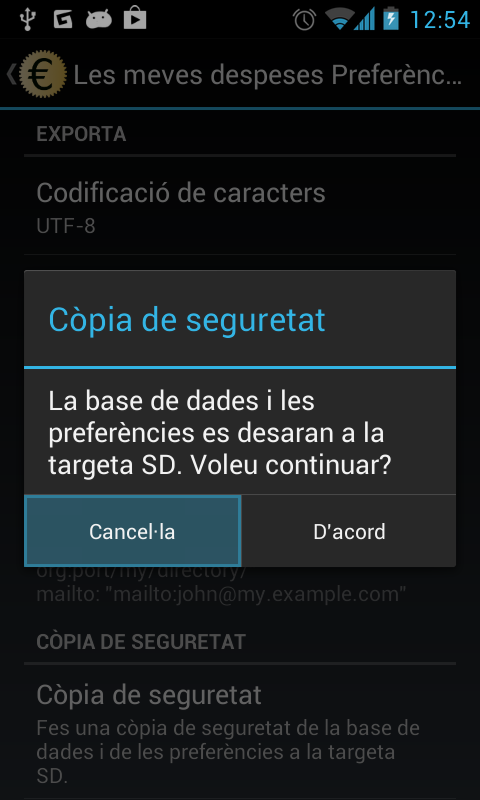 12:54
€ Les meves despeses Preferènc...
EXPORTA
Codificació de caracters
UTF-8
Còpia de seguretat
La base de dades i les
preferències es desaran a la
targeta SD. Voleu continuar?
Cancel·la
D'acord
org.port/my/directory/
mailto: "mailto:john@my.example.com"
CÒPIA DE SEGURETAT
Còpia de seguretat
Fes una còpia de seguretat de la base de
dades i de les preferències a la targeta
SD.